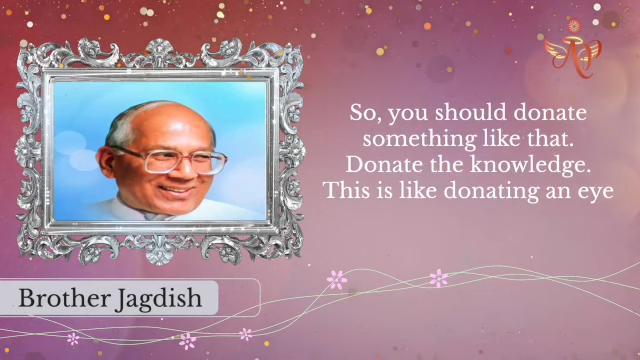 So, you should donate
something like that.
Donate the knowledge.
This is like donating an eye
Brother Jagdish